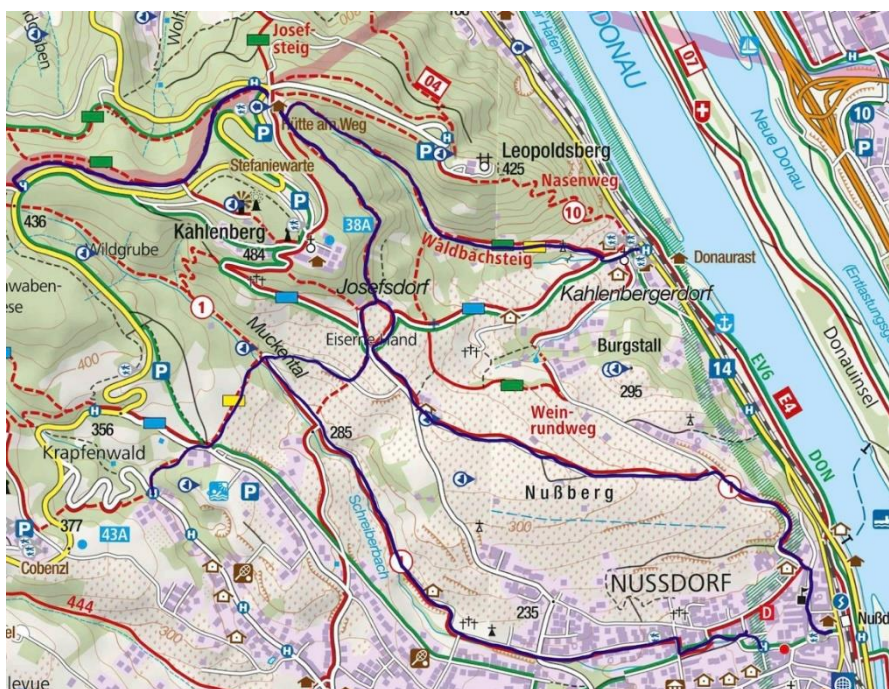 Josef-
steig
04
DONAU
07
Neue Donau
10
P
P
Hütte am Weg
Stefaniewarte
P
Leopoldsberg
425
Nasenweg
10
P
436
Wildgrube
Kahlenberg
484
38A
Waldbachsteig
Donaurast
Josefsdorf
Kahlenbergerdorf
1
Muckental
Eiserne Hand
Burgstall
295
14
EV6
E4
DON
Donauinsel
(Entlastungsg
400
P
356
Krapfenwald
285
Wein-
rundweg
Nußberg
300
Schreiberbach
P
377
43A
Cobenzl
444
300
235
NUSSDORF
D
Nußd